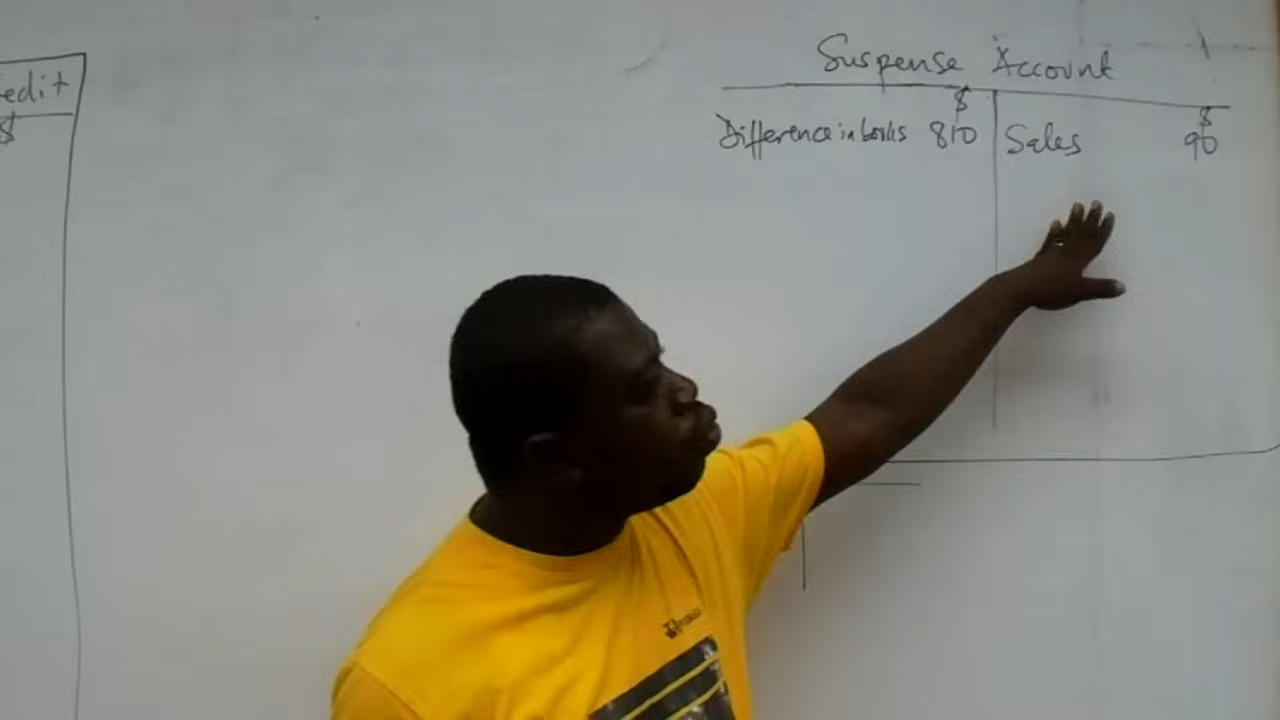 edit
$
Suspense Account
$ $
Difference in books 810 Sales 90